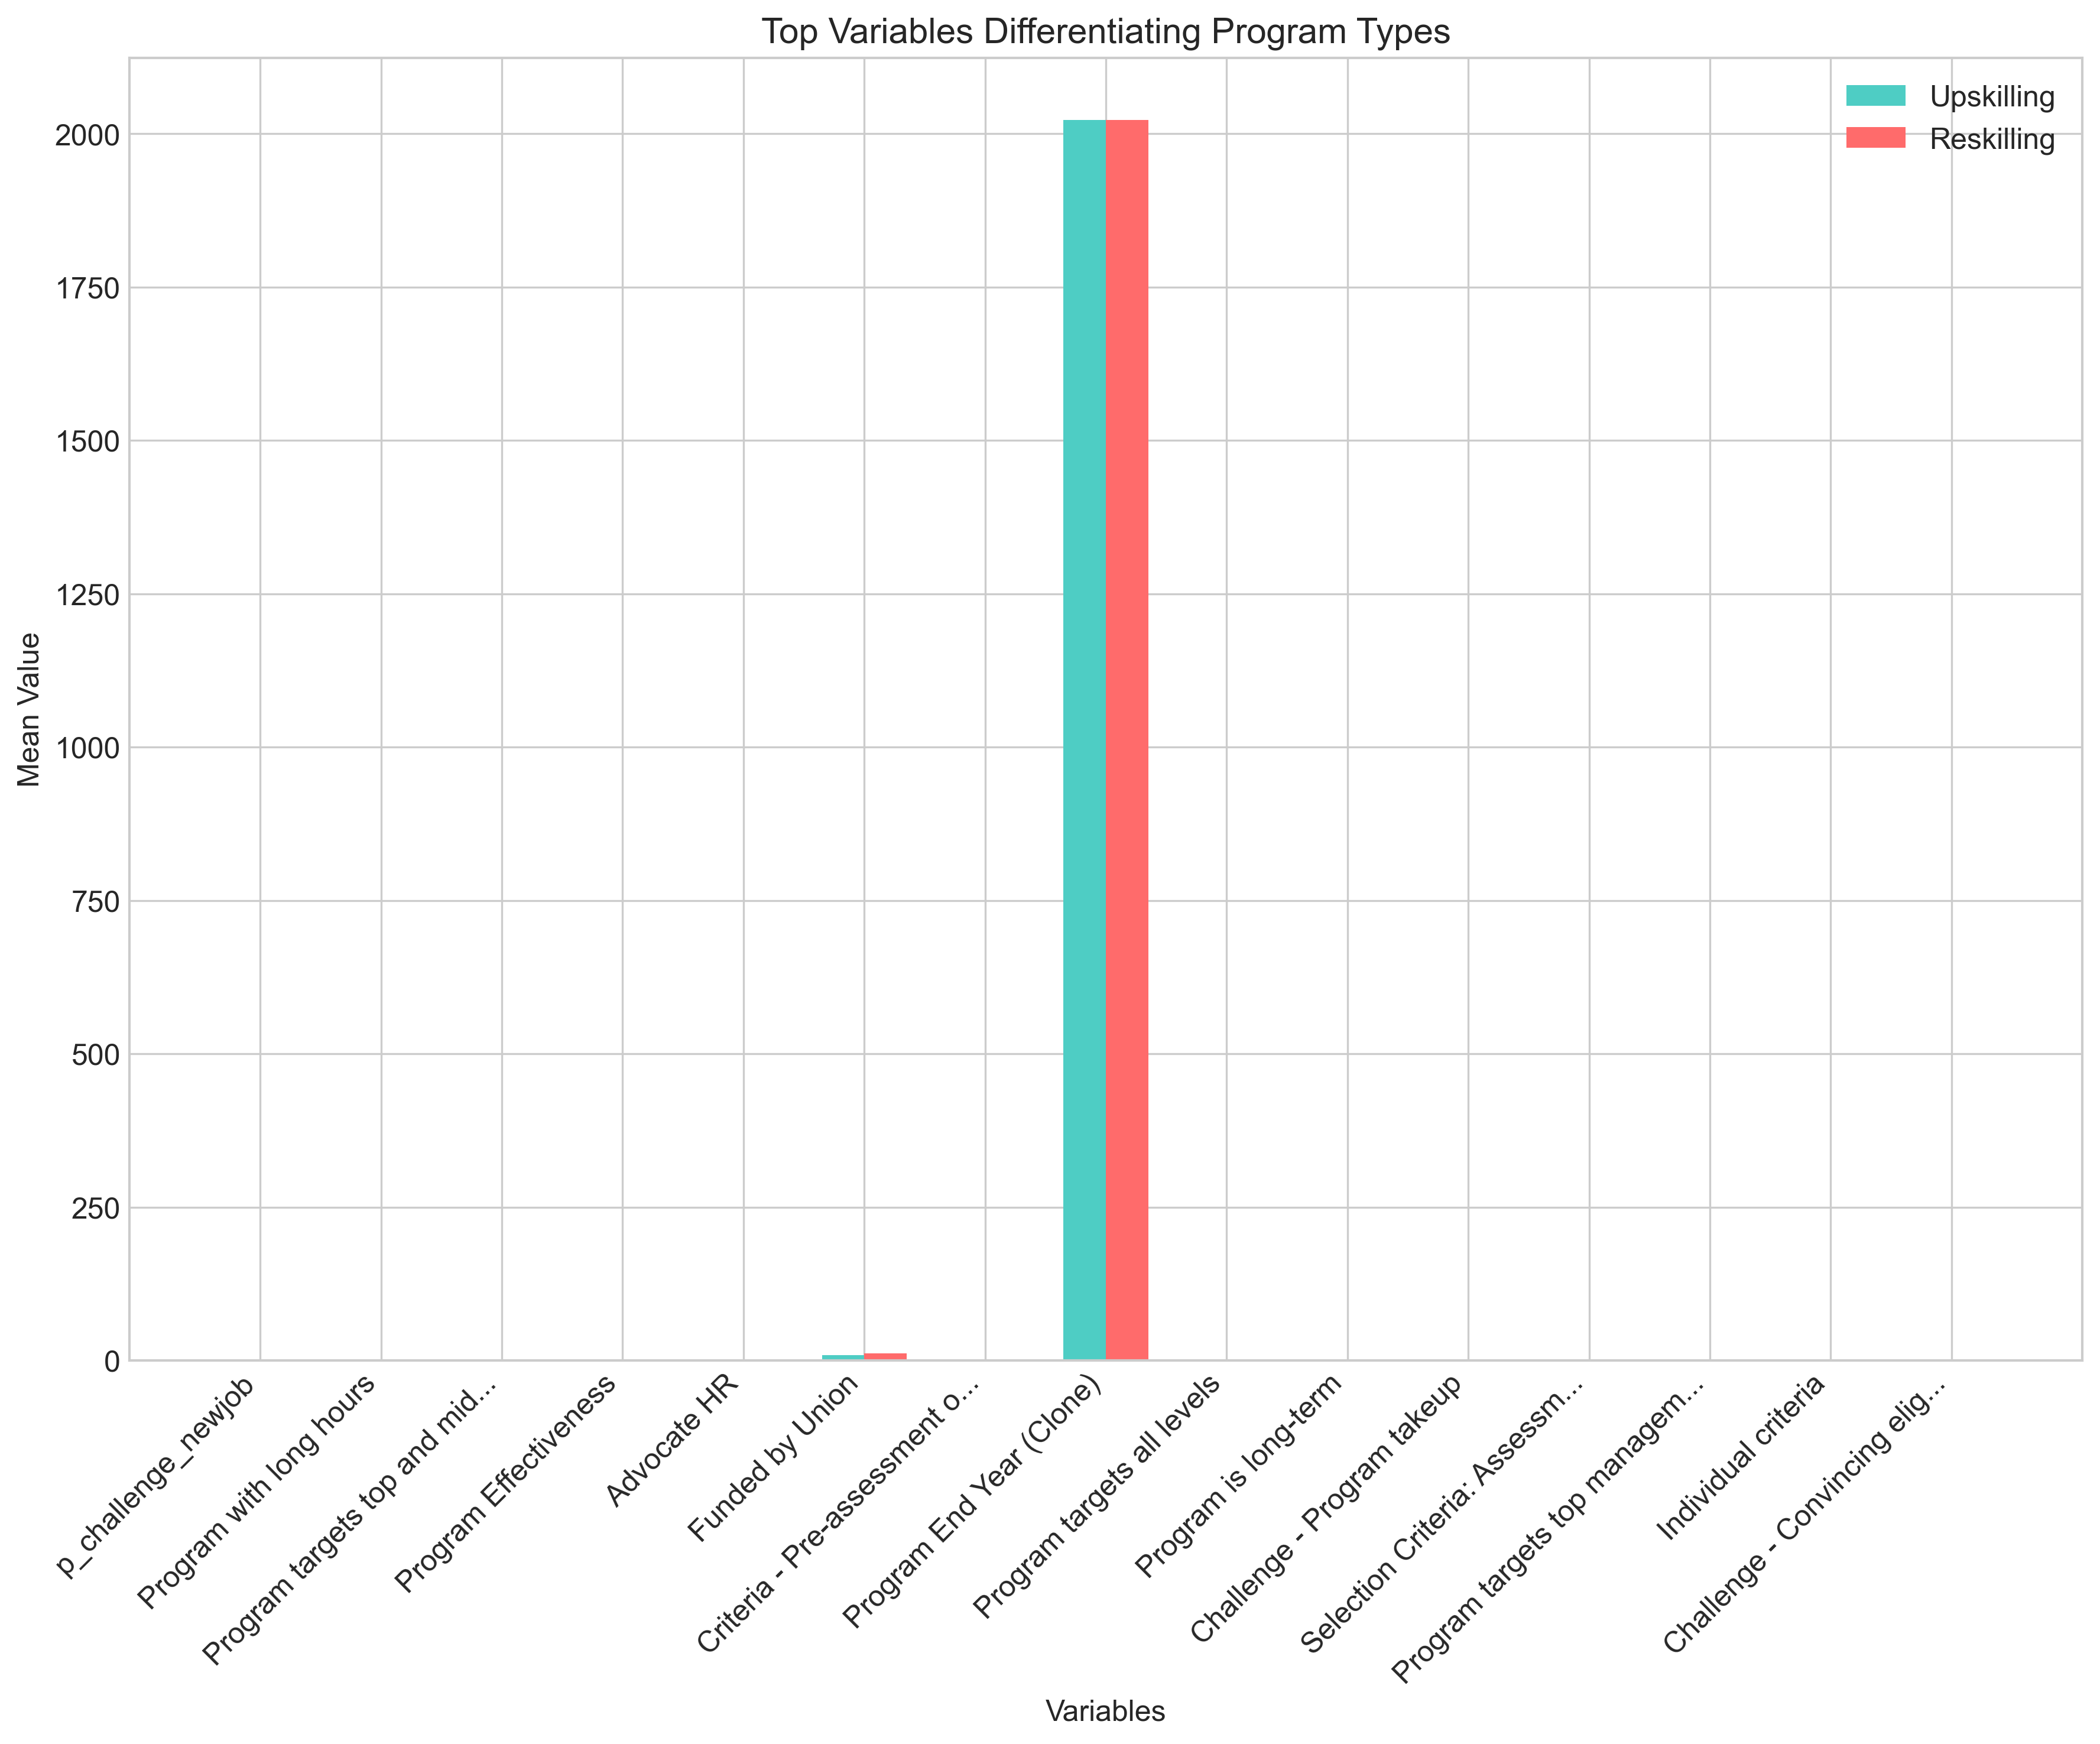 Top Variables Differentiating Program Types
Upskilling
Reskilling
Mean Value
2000
1750
1500
1250
1000
750
500
250
0
p_challenge_newjob
Program with long hours
Program targets top and mid...
Program Effectiveness
Advocate HR
Funded by Union
Criteria - Pre-assessment o...
Program End Year (Clone)
Program targets all levels
Program is long-term
Challenge - Program takeup
Selection Criteria: Assessm...
Program targets top managem...
Individual criteria
Challenge - Convincing elig...
Variables